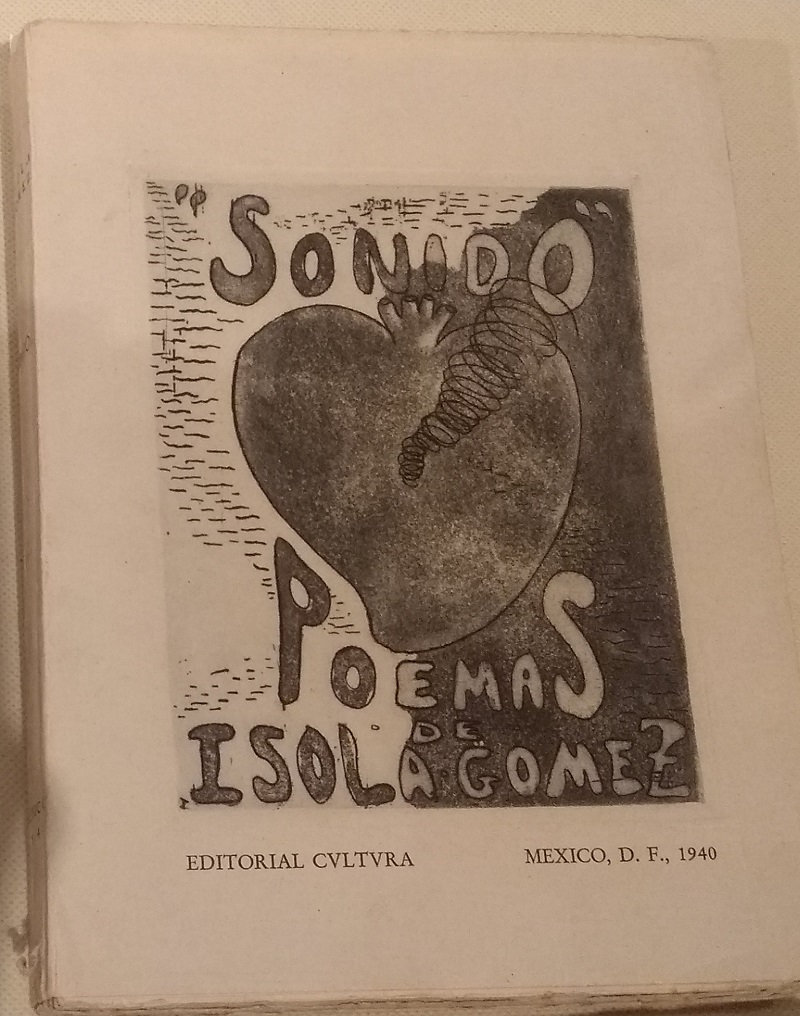 "SONIDO"
POEMAS
DE
ISOLA GOMEZ
EDITORIAL CVLTVRA
MEXICO, D. F., 1940